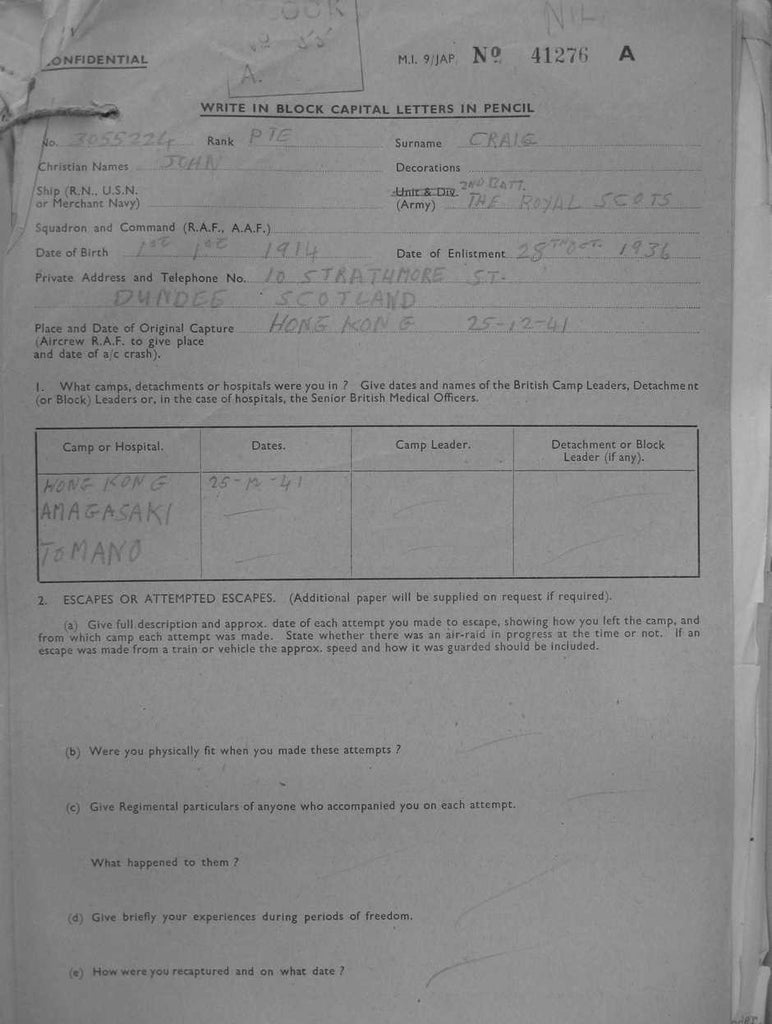 NIL
CONFIDENTIAL
A.
M.I. 9/JAP. No. 41276 A
WRITE IN BLOCK CAPITAL LETTERS IN PENCIL
No. 3055224 Rank PTE Surname CRAIG
Christian Names JOHN Decorations
Ship (R.N., U.S.N. Unit & Div. 2ND BATT.
or Merchant Navy) (Army) THE ROYAL SCOTS
Squadron and Command (R.A.F., A.A.F.)
Date of Birth 1ST 1ST 1914 Date of Enlistment 28TH OCT. 1936
Private Address and Telephone No. 10 STRATHMORE ST.
DUNDEE SCOTLAND
Place and Date of Original Capture HONG KONG 25-12-41
(Aircrew R.A.F. to give place
and date of a/c crash).
1. What camps, detachments or hospitals were you in ? Give dates and names of the British Camp Leaders, Detachment
(or Block) Leaders or, in the case of hospitals, the Senior British Medical Officers.
Camp or Hospital. Dates. Camp Leader. Detachment or Block
Leader (if any).
HONG KONG 25-12-41
AMAGASAKI
TOMANO
2. ESCAPES OR ATTEMPTED ESCAPES. (Additional paper will be supplied on request if required).
(a) Give full description and approx. date of each attempt you made to escape, showing how you left the camp, and
from which camp each attempt was made. State whether there was an air-raid in progress at the time or not. If an
escape was made from a train or vehicle the approx. speed and how it was guarded should be included.
(b) Were you physically fit when you made these attempts ?
(c) Give Regimental particulars of anyone who accompanied you on each attempt.
What happened to them ?
(d) Give briefly your experiences during periods of freedom.
(e) How were you recaptured and on what date ?